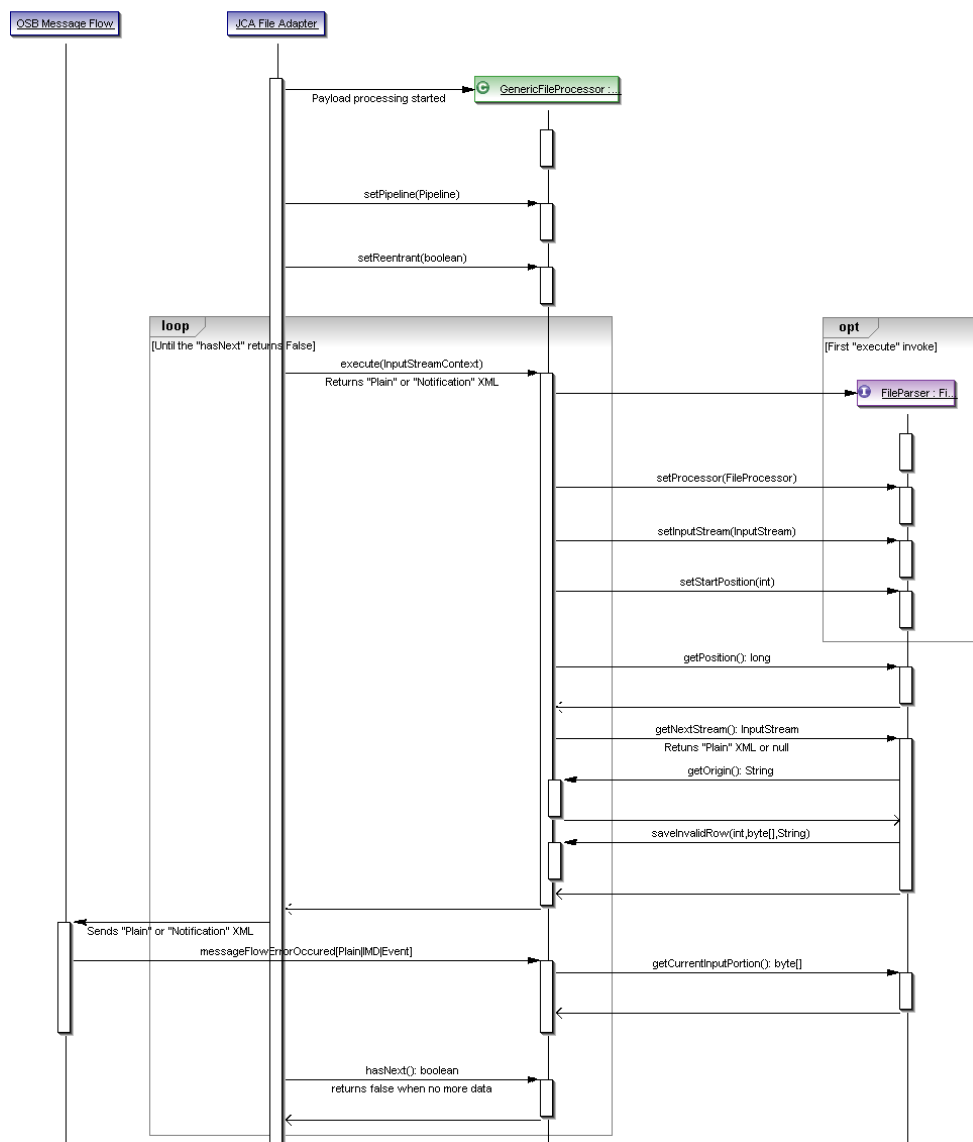 OSB Message Flow
JCA File Adapter
C GenericFileProcessor :...
Payload processing started
setPipeline(Pipeline)
setReentrant(boolean)
loop
opt
[Until the "hasNext" returns False]
[First "execute" invoke]
execute(InputStreamContext)
Returns "Plain" or "Notification" XML
I FileParser : Fi...
setProcessor(FileProcessor)
setInputStream(InputStream)
setStartPosition(int)
getPosition(): long
getNextStream(): InputStream
Retuns "Plain" XML or null
getOrigin(): String
saveInvalidRow(int,byte[],String)
Sends "Plain" or "Notification" XML
messageFlowErrorOccured[Plain|IMD|Event]
getCurrentInputPortion(): byte[]
hasNext(): boolean
returns false when no more data